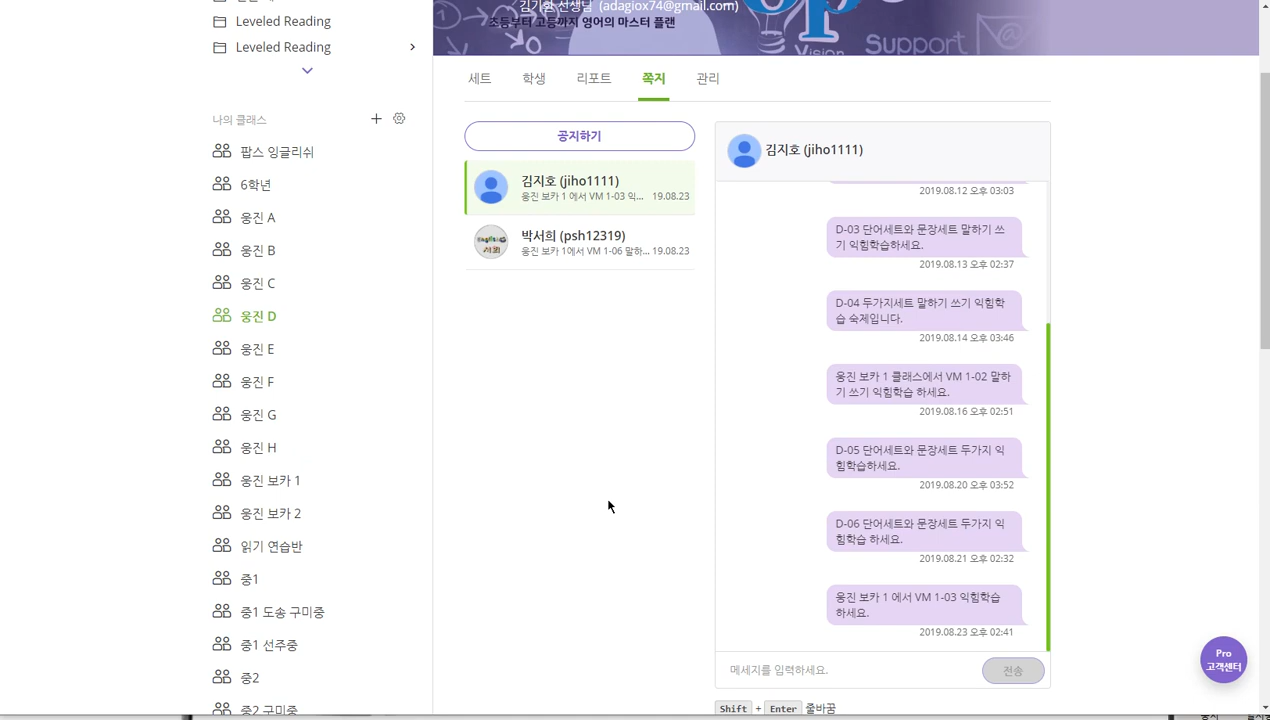 김기환 선생님 (adagiox74@gmail.com)
초등부터 고등까지 영어의 마스터 플랜
Vision
Support
Leveled Reading
Leveled Reading
나의 클래스
팝스 잉글리쉬
6학년
웅진 A
웅진 B
웅진 C
웅진 D
웅진 E
웅진 F
웅진 G
웅진 H
웅진 보카 1
웅진 보카 2
읽기 연습반
중1
중1 도송 구미중
중1 선주중
중2
중2 구미중
세트 학생 리포트 쪽지 관리
공지하기
김지호 (jiho1111)
웅진 보카 1 에서 VM 1-03 익... 19.08.23
박서희 (psh12319)
웅진 보카 1에서 VM 1-06 말하... 19.08.23
김지호 (jiho1111)
2019.08.12 오후 03:03
D-03 단어세트와 문장세트 말하기 쓰
기 익힘학습하세요.
2019.08.13 오후 02:37
D-04 두가지세트 말하기 쓰기 익힘학
습 숙제입니다.
2019.08.14 오후 03:46
웅진 보카 1 클래스에서 VM 1-02 말하
기 쓰기 익힘학습 하세요.
2019.08.16 오후 02:51
D-05 단어세트와 문장세트 두가지 익
힘학습하세요.
2019.08.20 오후 03:52
D-06 단어세트와 문장세트 두가지 익
힘학습 하세요.
2019.08.21 오후 02:32
웅진 보카 1 에서 VM 1-03 익힘학습
하세요.
2019.08.23 오후 02:41
메세지를 입력하세요. 전송
Shift + Enter 줄바꿈
Pro
고객센터